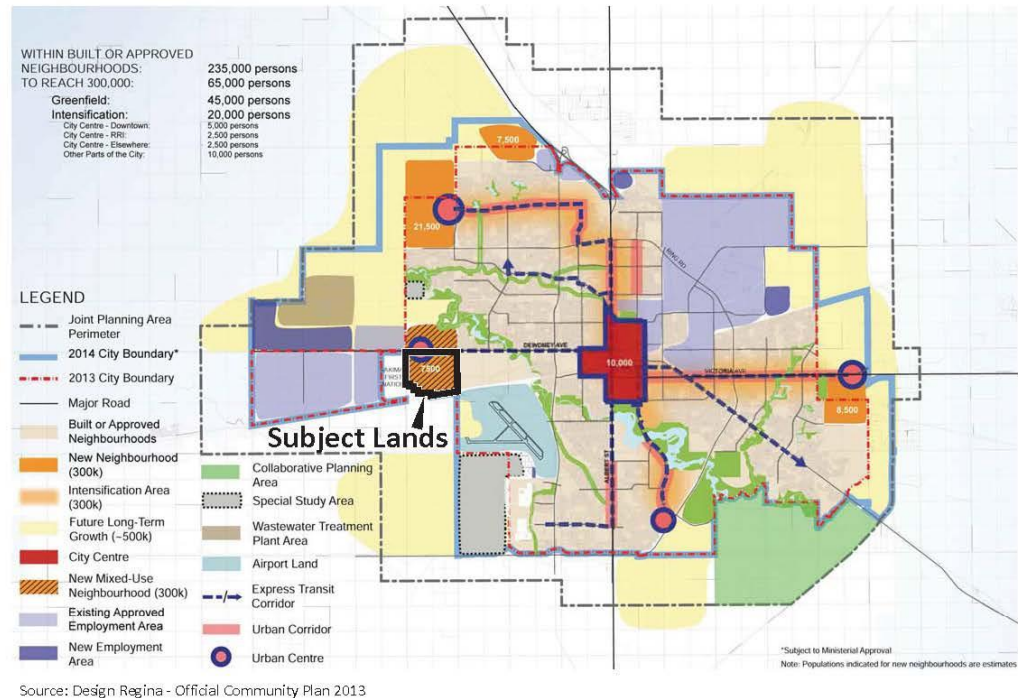 WITHIN BUILT OR APPROVED
NEIGHBOURHOODS: 235,000 persons
TO REACH 300,000: 65,000 persons
Greenfield: 45,000 persons
Intensification: 20,000 persons
City Centre - Downtown: 5,000 persons
City Centre - RRI: 2,500 persons
City Centre - Elsewhere: 2,500 persons
Other Parts of the City: 10,000 persons
7,500
21,500
RING RD
DEWDNEY AVE
10,000
VICTORIA AVE
7500
8,500
ALBERT
Subject Lands
LEGEND
Joint Planning Area
Perimeter
2014 City Boundary*
2013 City Boundary
Major Road
Built or Approved
Neighbourhoods
New Neighbourhood
(300k)
Intensification Area
(300k)
Future Long-Term
Growth (~500k)
City Centre
New Mixed-Use
Neighbourhood (300k)
Existing Approved
Employment Area
New Employment
Area
Collaborative Planning
Area
Special Study Area
Wastewater Treatment
Plant Area
Airport Land
Express Transit
Corridor
Urban Corridor
Urban Centre
*Subject to Ministerial Approval
Note: Populations indicated for new neighbourhoods are estimates
Source: Design Regina - Official Community Plan 2013